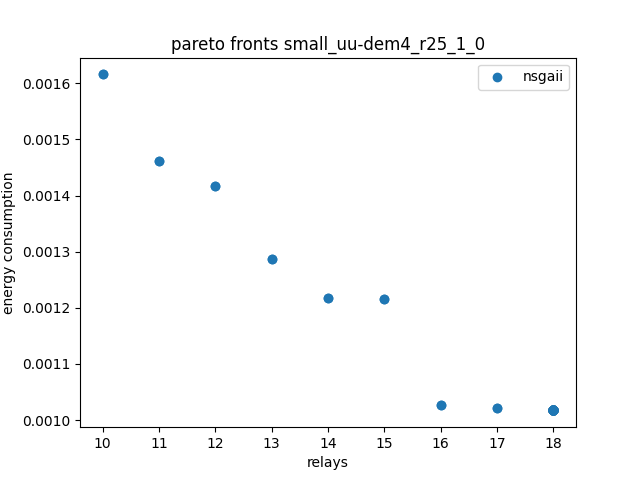 pareto fronts small_uu-dem4_r25_1_0
nsgaii
energy consumption
0.0016
0.0015
0.0014
0.0013
0.0012
0.0011
0.0010
10 11 12 13 14 15 16 17 18
relays